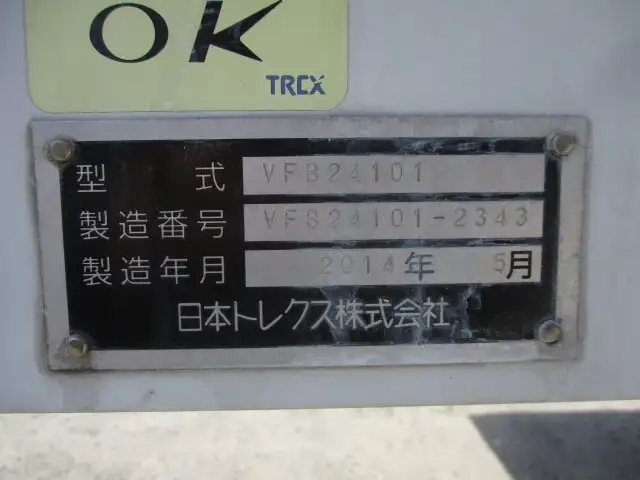 OK
TREX
型式 VFB24101
製造番号 VFB24101-2343
製造年月 2014年 5月
日本トレクス株式会社